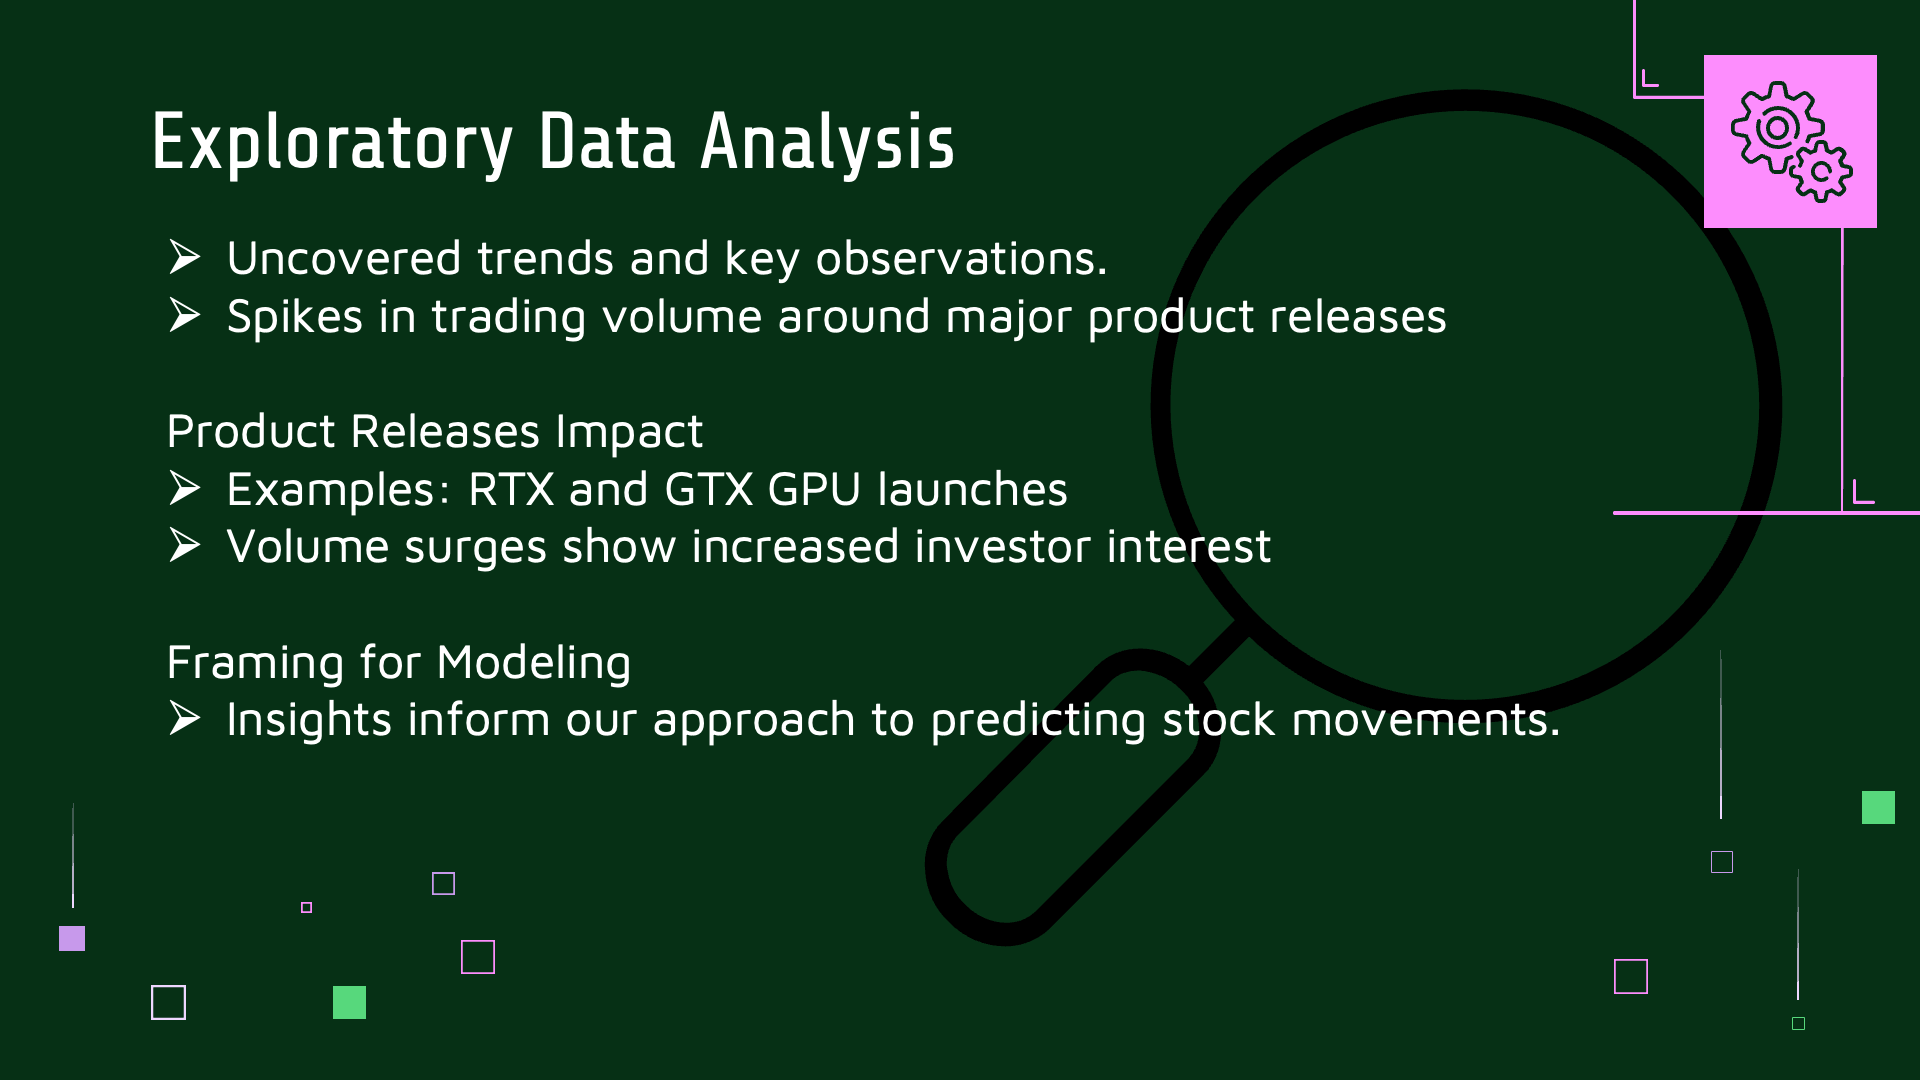 Exploratory Data Analysis
➢ Uncovered trends and key observations.
➢ Spikes in trading volume around major product releases
Product Releases Impact
➢ Examples: RTX and GTX GPU launches
➢ Volume surges show increased investor interest
Framing for Modeling
➢ Insights inform our approach to predicting stock movements.